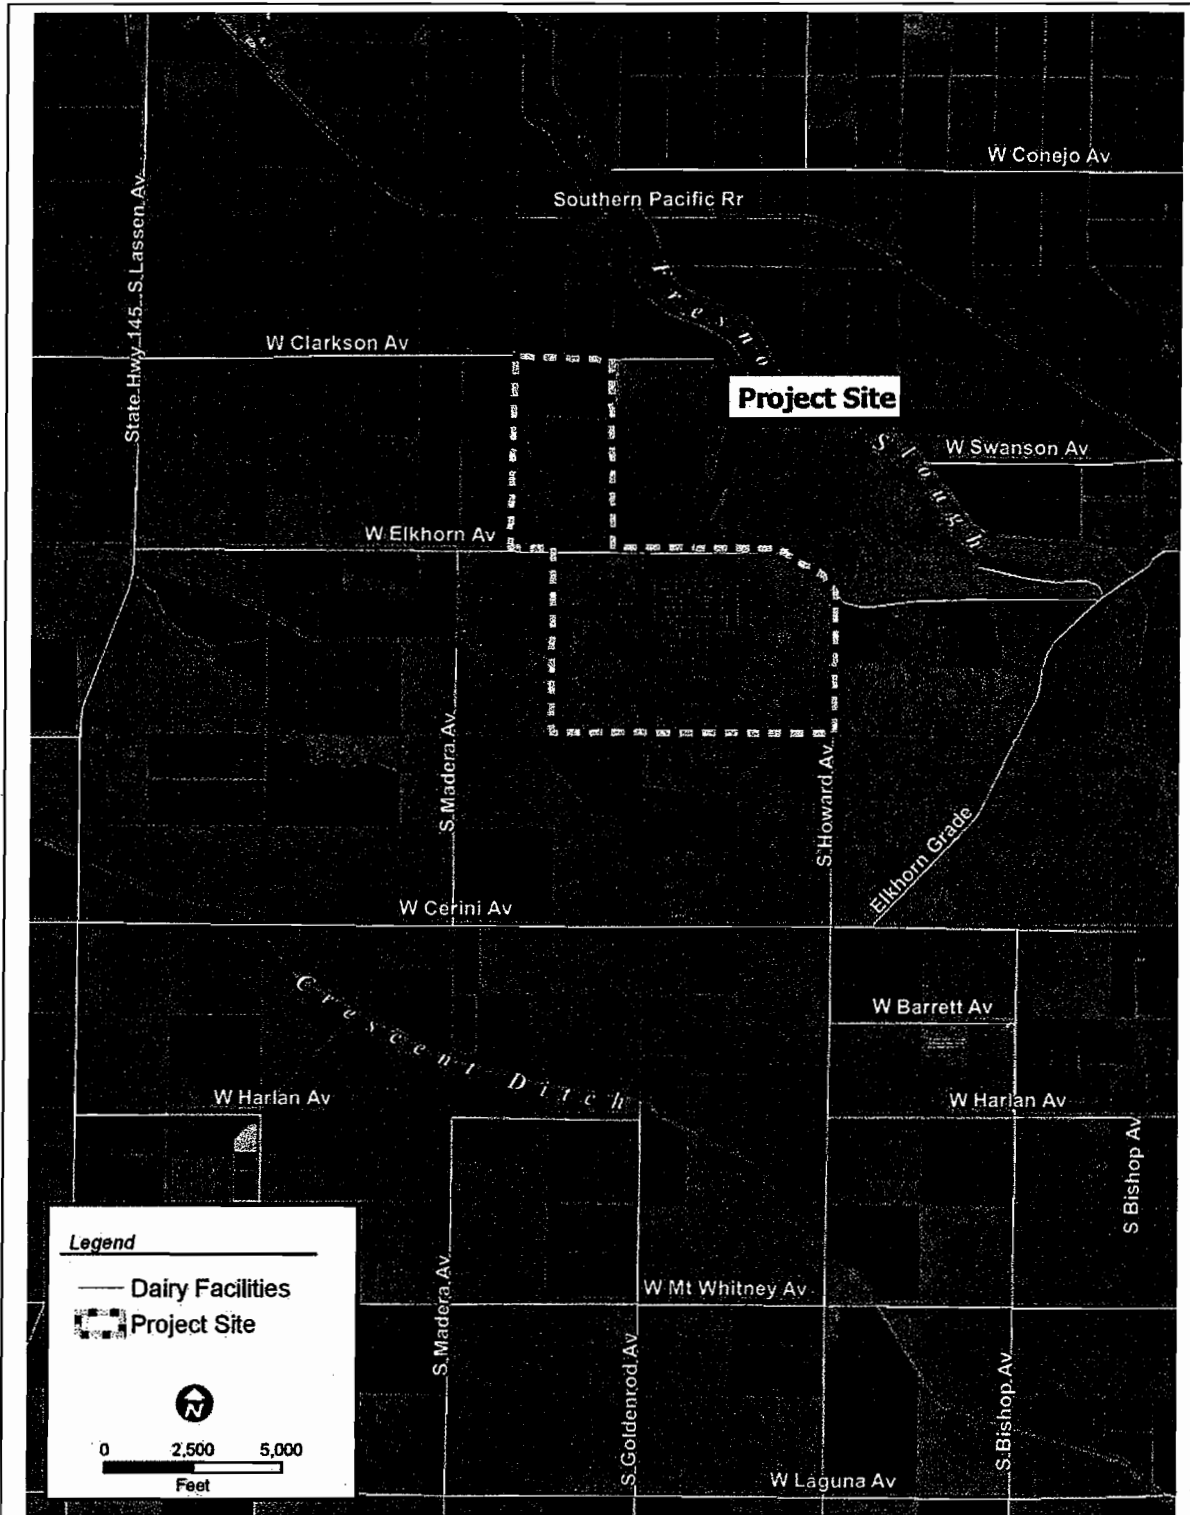 W Conejo Av
Southern Pacific Rr
State Hwy 145 S Lassen Av
Fresno
W Clarkson Av
Project Site
Slough
W Swanson Av
W Elkhorn Av
S Madera Av
S Howard Av
Elkhorn Grade
W Cerini Av
Crescent Ditch
W Barrett Av
W Harlan Av
W Harlan Av
S Bishop Av
Legend
Dairy Facilities
Project Site
N
0 2,500 5,000
Feet
S Madera Av
W Mt Whitney Av
S Goldenrod Av
S Bishop Av
W Laguna Av